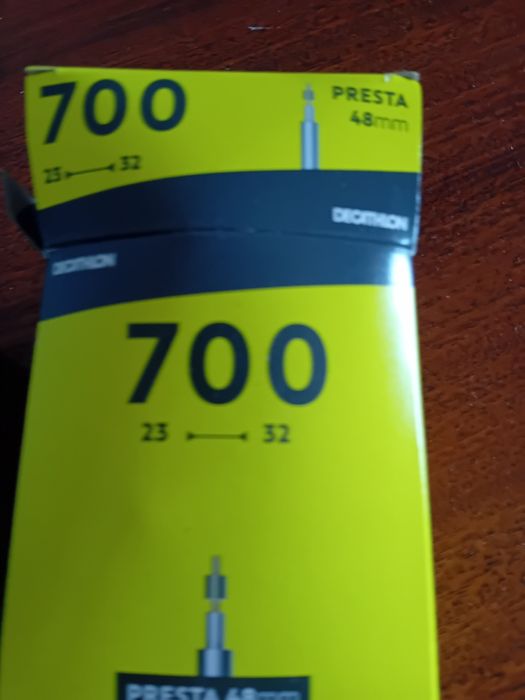 700
PRESTA
48mm
23 32
DECATHLON
DECATHLON
700
23 32
PRESTA 48mm